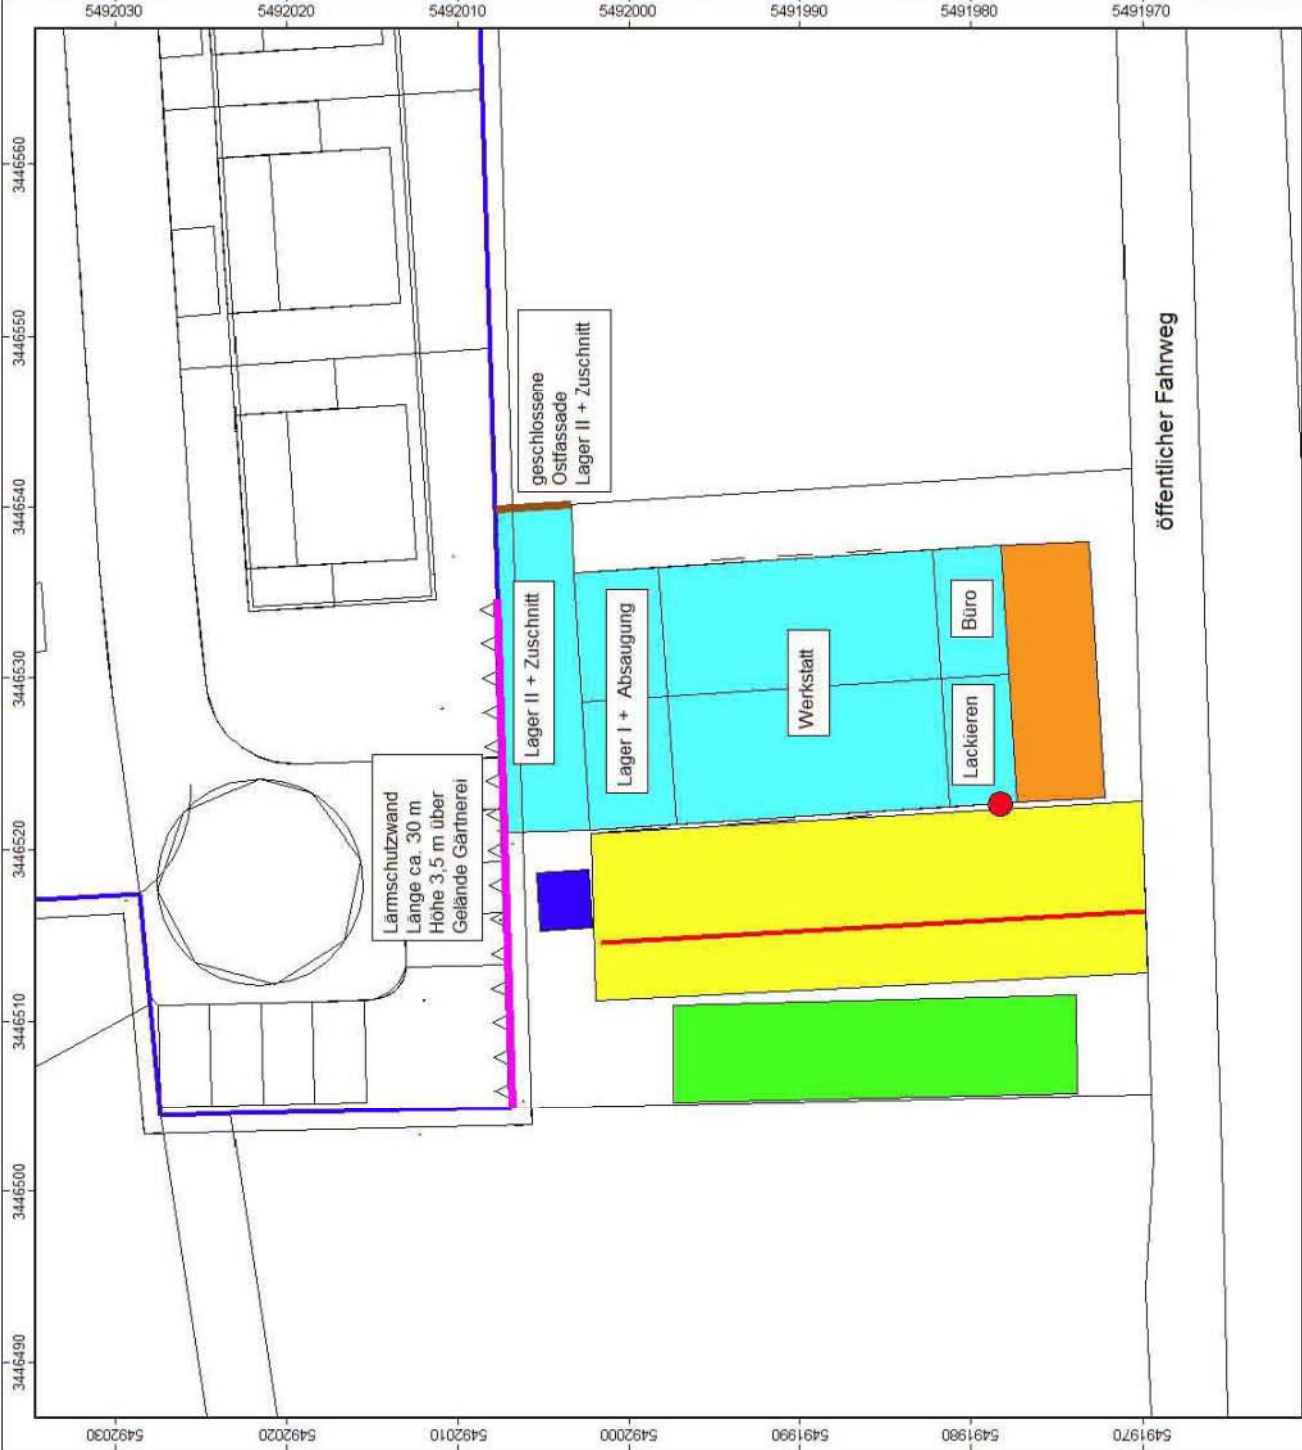 5492030
5492020
5492010
5492000
5491990
5491980
5491970
3446560
3446550
3446540
3446530
3446520
3446510
3446500
3446490
geschlossene
Ostfassade
Lager II + Zuschnitt
öffentlicher Fahrweg
Lager II + Zuschnitt
Lager I + Absaugung
Werkstatt
Büro
Lackieren
Lärmschutzwand
Länge ca. 30 m
Höhe 3,5 m über
Gelände Gärtnerei
5492030
5492020
5492010
5492000
5491990
5491980
5491970